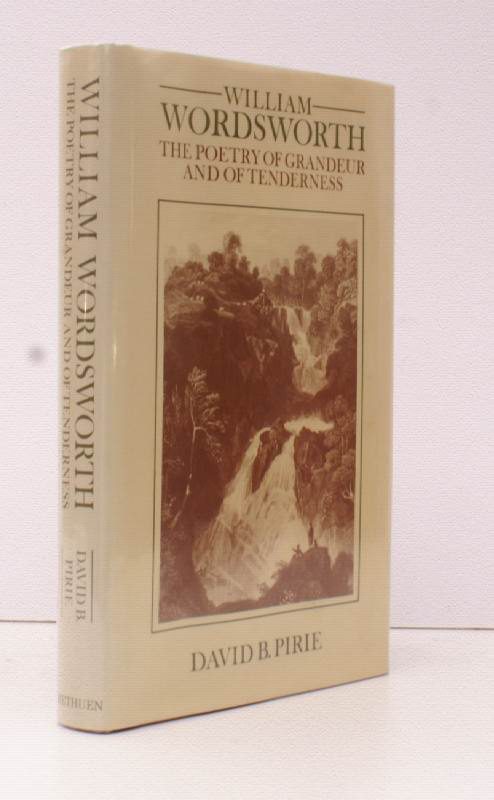 WILLIAM WORDSWORTH
THE POETRY OF GRANDEUR AND OF TENDERNESS
DAVID B.
PIRIE
METHUEN
WILLIAM
WORDSWORTH
THE POETRY OF GRANDEUR
AND OF TENDERNESS
DAVID B. PIRIE